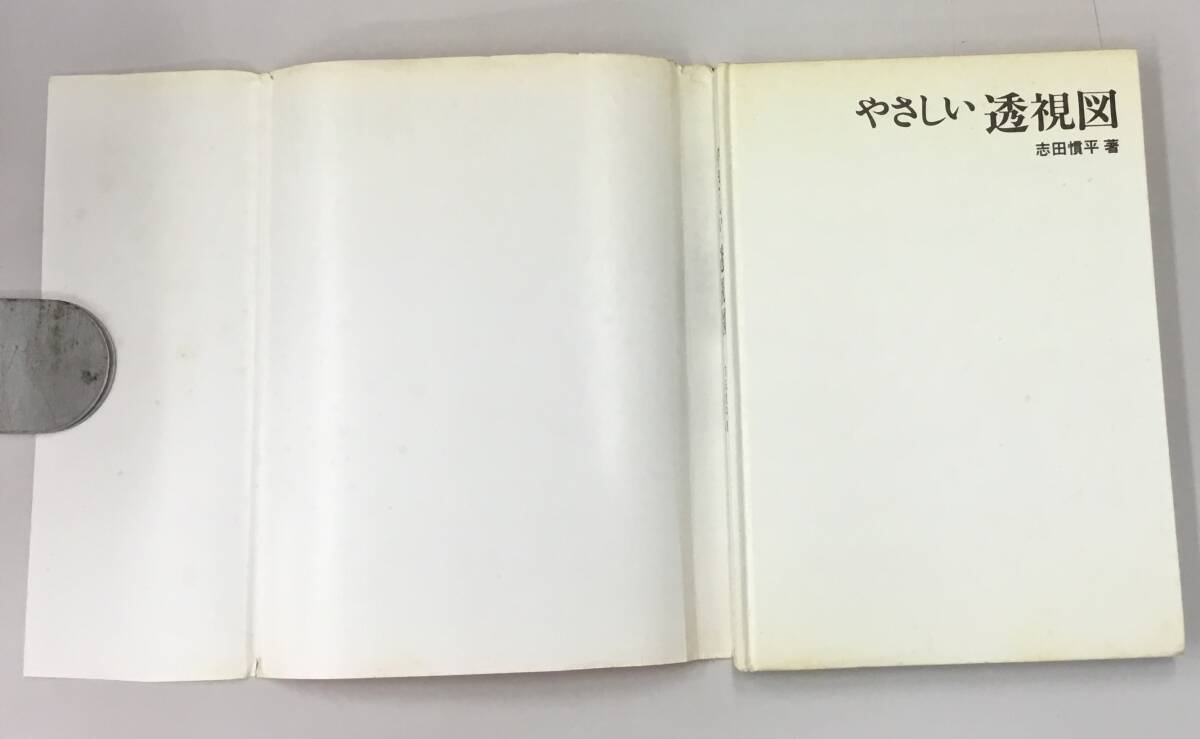 やさしい 透視図
志田慣平 著